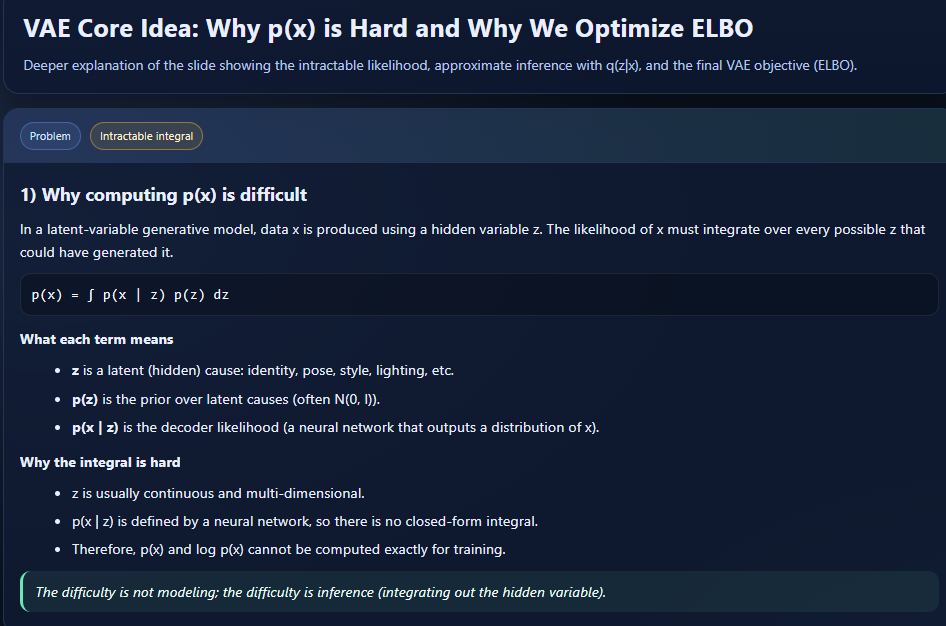 VAE Core Idea: Why p(x) is Hard and Why We Optimize ELBO
Deeper explanation of the slide showing the intractable likelihood, approximate inference with q(z|x), and the final VAE objective (ELBO).
Problem
Intractable integral
1) Why computing p(x) is difficult
In a latent-variable generative model, data x is produced using a hidden variable z. The likelihood of x must integrate over every possible z that
could have generated it.
p(x) = ∫ p(x | z) p(z) dz
What each term means
• z is a latent (hidden) cause: identity, pose, style, lighting, etc.
• p(z) is the prior over latent causes (often N(0, I)).
• p(x | z) is the decoder likelihood (a neural network that outputs a distribution of x).
Why the integral is hard
• z is usually continuous and multi-dimensional.
• p(x | z) is defined by a neural network, so there is no closed-form integral.
• Therefore, p(x) and log p(x) cannot be computed exactly for training.
The difficulty is not modeling; the difficulty is inference (integrating out the hidden variable).